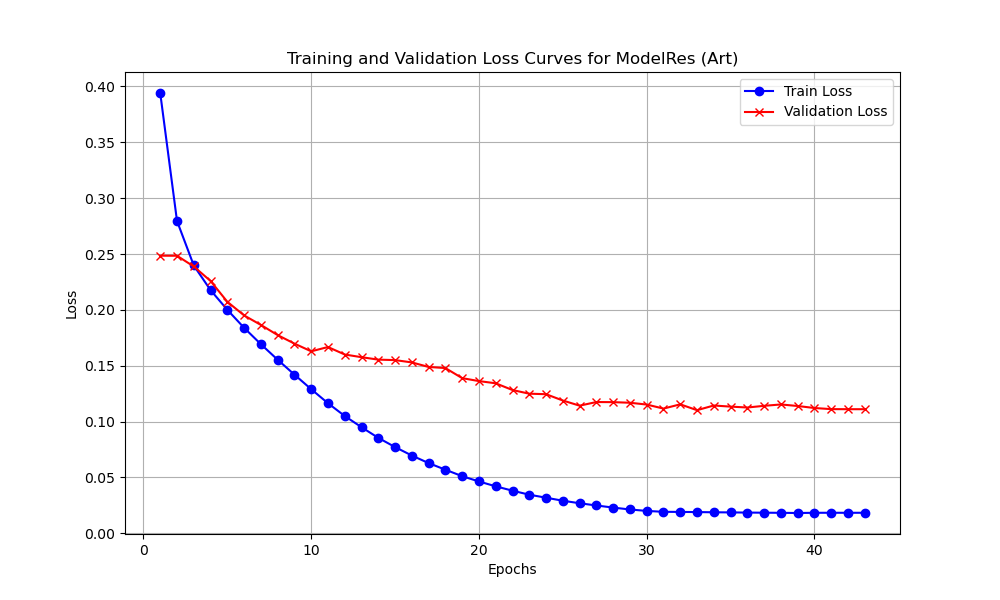 Training and Validation Loss Curves for ModelRes (Art)
Train Loss
Validation Loss
0.40
0.35
0.30
0.25
0.20
0.15
0.10
0.05
0.00
Loss
0 10 20 30 40
Epochs